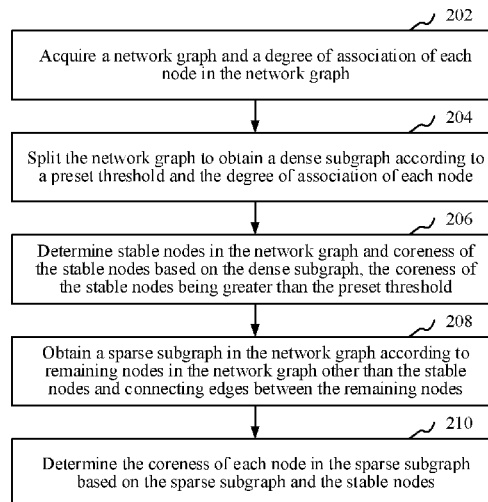 202
Acquire a network graph and a degree of association of each
node in the network graph
204
Split the network graph to obtain a dense subgraph according to
a preset threshold and the degree of association of each node
206
Determine stable nodes in the network graph and coreness of
the stable nodes based on the dense subgraph, the coreness of
the stable nodes being greater than the preset threshold
208
Obtain a sparse subgraph in the network graph according to
remaining nodes in the network graph other than the stable
nodes and connecting edges between the remaining nodes
210
Determine the coreness of each node in the sparse subgraph
based on the sparse subgraph and the stable nodes